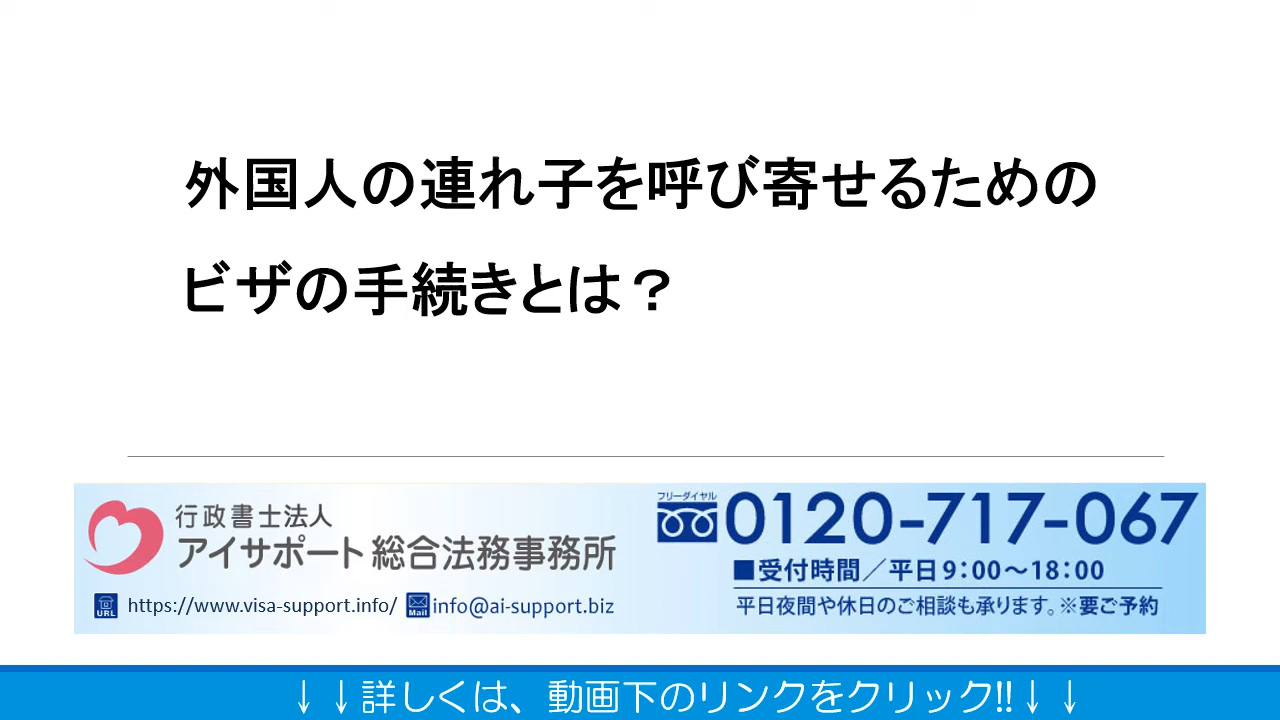 外国人の連れ子を呼び寄せるための
ビザの手続きとは？
行政書士法人
アイサポート 総合法務事務所
URL https://www.visa-support.info/ Mail info@ai-support.biz
フリーダイヤル
0120-717-067
■受付時間／平日9：00～18：00
平日夜間や休日のご相談も承ります。※要ご予約
↓↓詳しくは、動画下のリンクをクリック!!↓↓